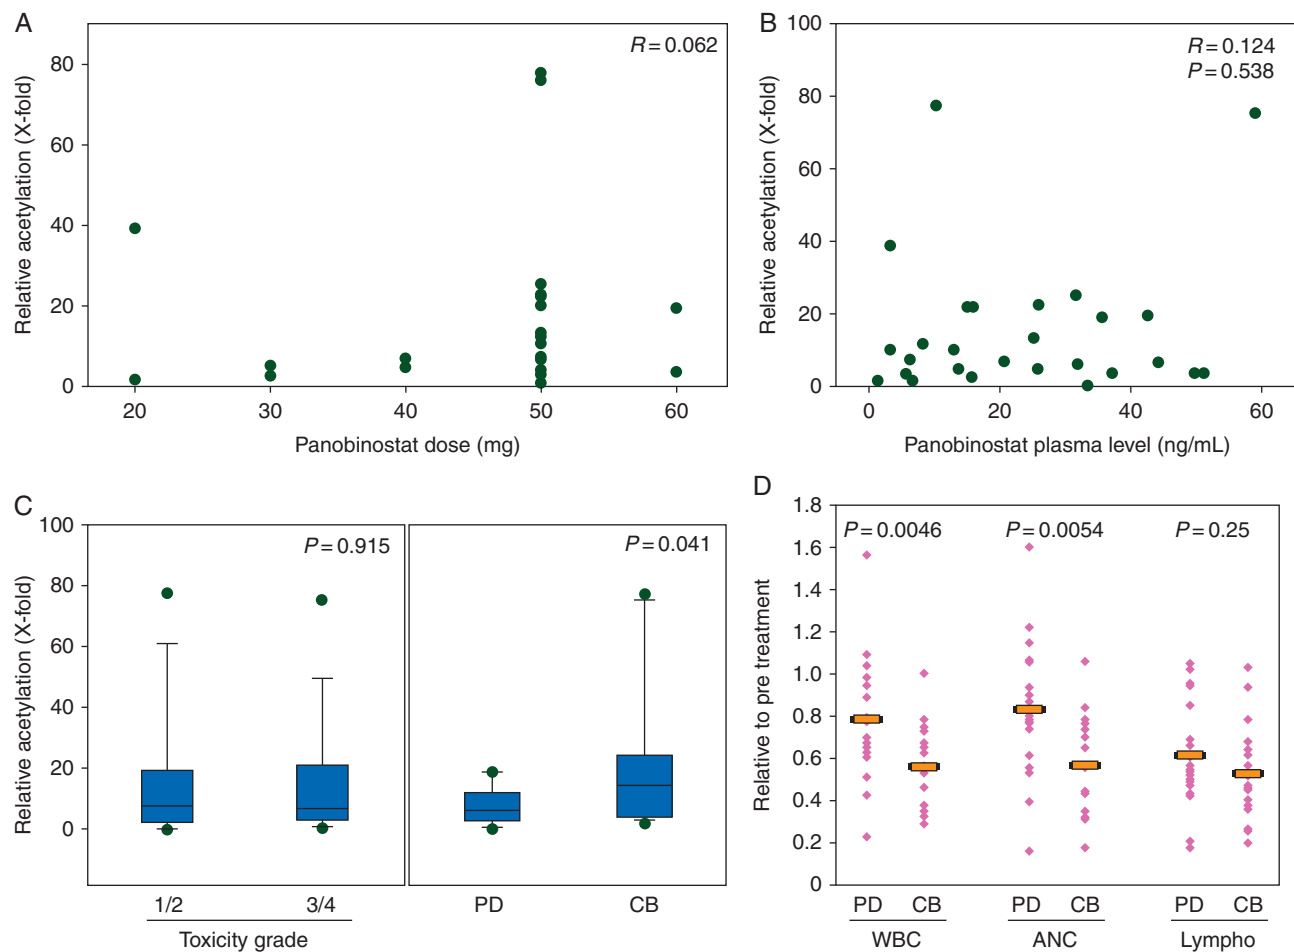 A
R = 0.062
Relative acetylation (X-fold)
80
60
40
20
0
20 30 40 50 60
Panobinostat dose (mg)
B
R = 0.124
P = 0.538
Relative acetylation (X-fold)
100
80
60
40
20
0
0 20 40 60
Panobinostat plasma level (ng/mL)
C
P = 0.915
P = 0.041
Relative acetylation (X-fold)
100
80
60
40
20
0
1/2 3/4 PD CB
Toxicity grade
D
P = 0.0046 P = 0.0054 P = 0.25
Relative to pre treatment
1.8
1.6
1.4
1.2
1.0
0.8
0.6
0.4
0.2
0
PD CB PD CB PD CB
WBC ANC Lympho